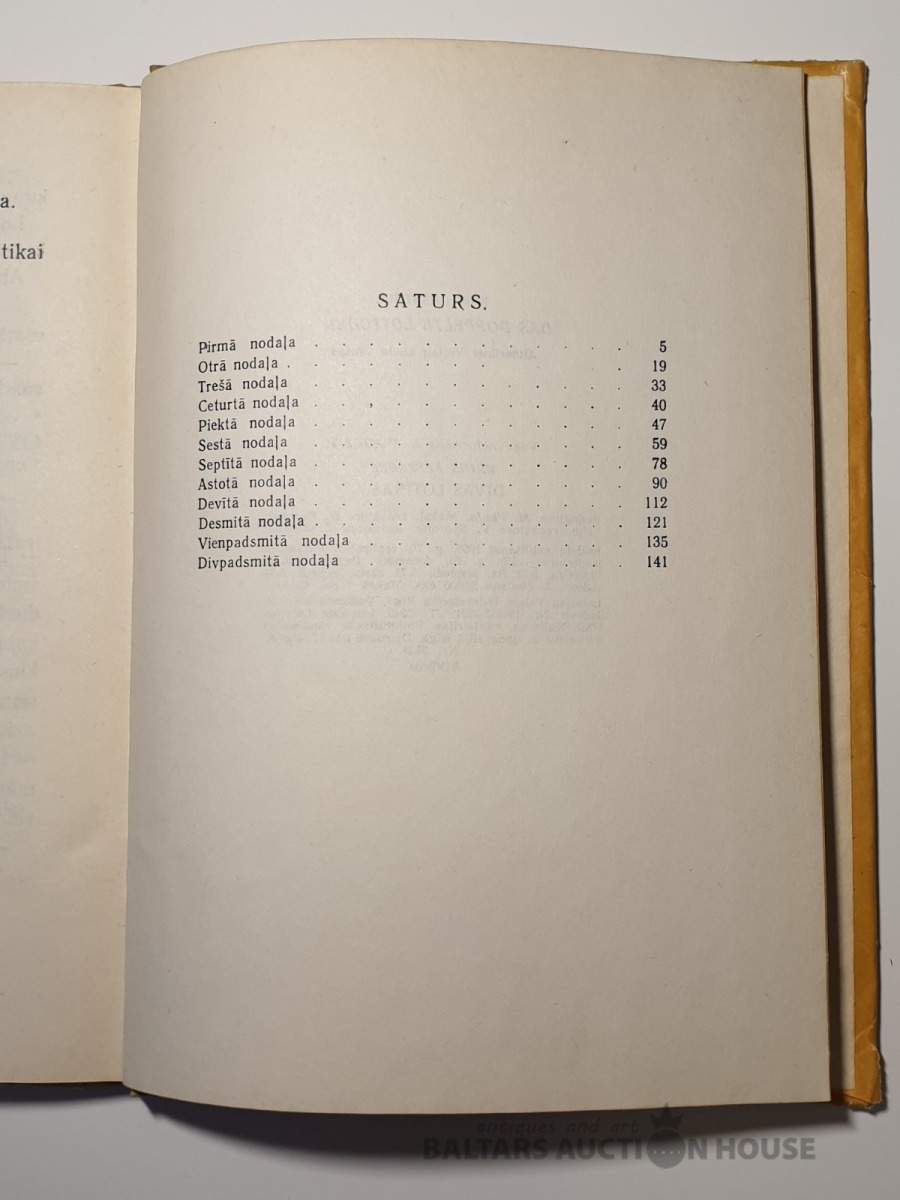 a.
tikai
SATURS.
Pirmā nodaļa . . . . . . . . . . . . 5
Otrā nodaļa . . . . . . . . . . . . . 19
Trešā nodaļa . . . . . . . . . . . . 33
Ceturtā nodaļa . . . . . . . . . . . . 40
Piektā nodaļa . . . . . . . . . . . . 47
Sestā nodaļa . . . . . . . . . . . . 59
Septītā nodaļa . . . . . . . . . . . . 78
Astotā nodaļa . . . . . . . . . . . . 90
Devītā nodaļa . . . . . . . . . . . . 112
Desmitā nodaļa . . . . . . . . . . . . 121
Vienpadsmitā nodaļa . . . . . . . . . . 135
Divpadsmitā nodaļa . . . . . . . . . . 141
antiques and art
BALTARS AUCTION HOUSE